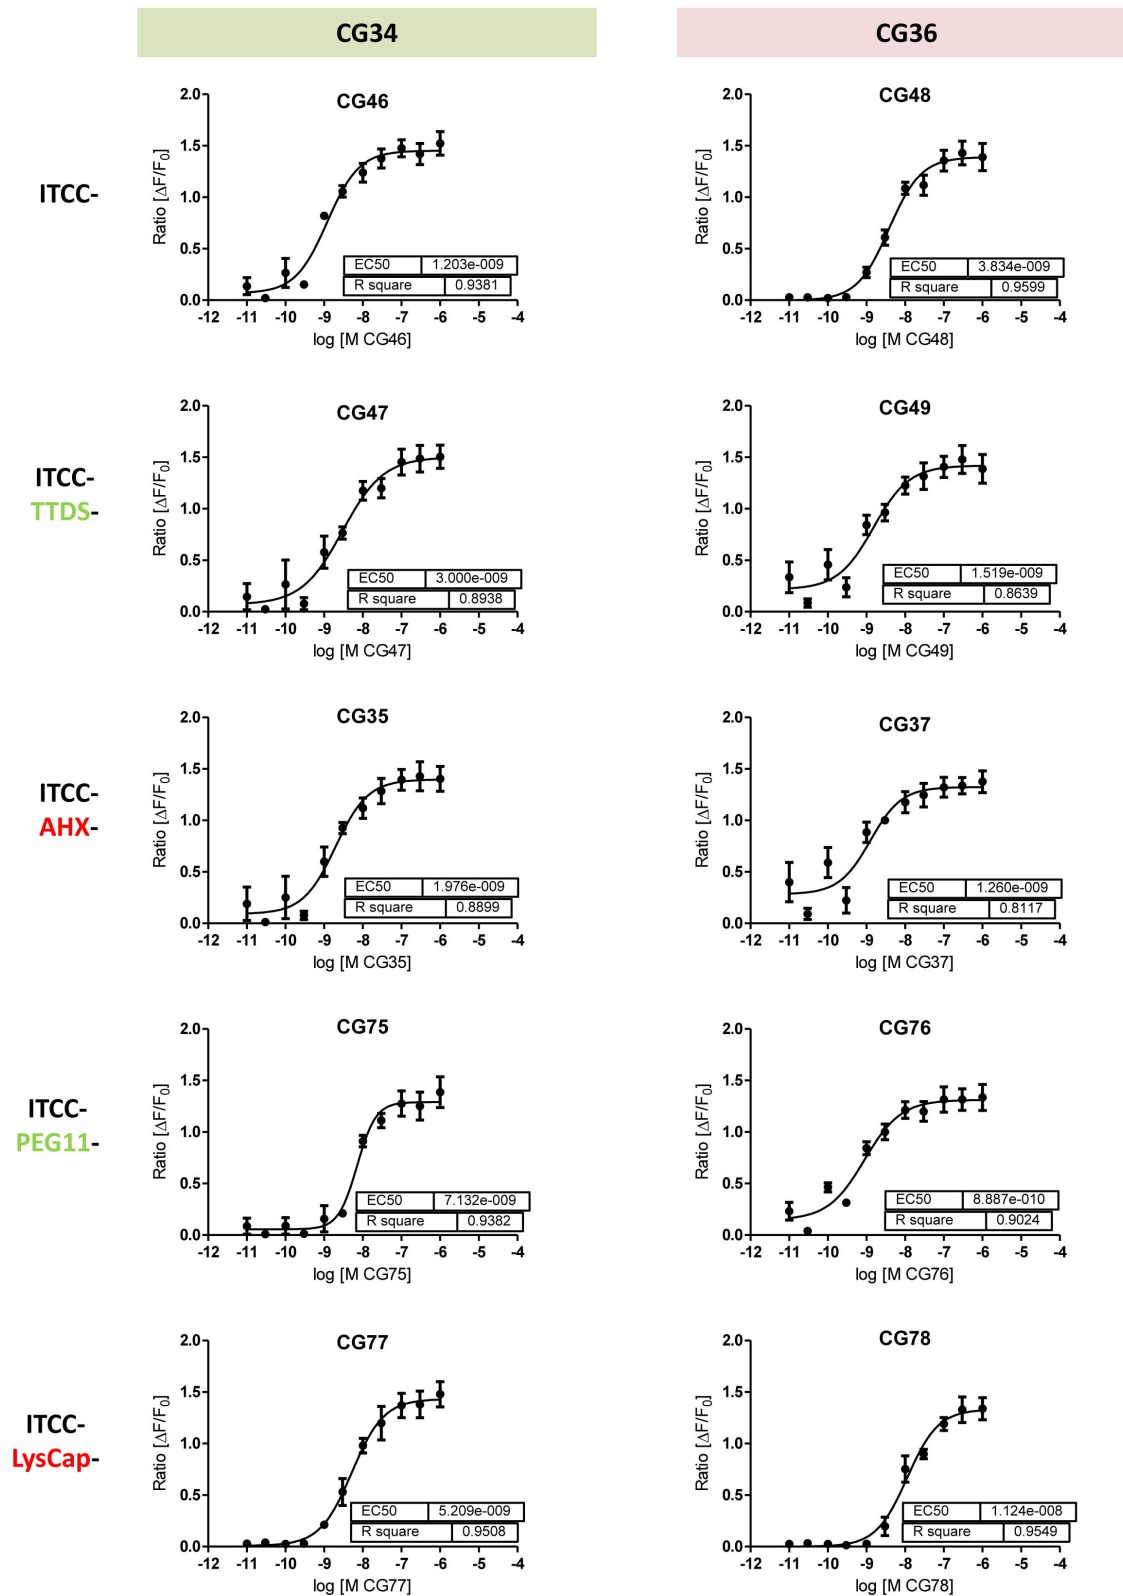 CG34
CG36
ITCC-
CG46
Ratio [ΔF/F0]
2.0
1.5
1.0
0.5
0.0
EC50 1.203e-009
R square 0.9381
-12 -11 -10 -9 -8 -7 -6 -5 -4
log [M CG46]
CG48
Ratio [ΔF/F0]
2.0
1.5
1.0
0.5
0.0
EC50 3.834e-009
R square 0.9599
-12 -11 -10 -9 -8 -7 -6 -5 -4
log [M CG48]
ITCC-
TTDS-
CG47
Ratio [ΔF/F0]
2.0
1.5
1.0
0.5
0.0
EC50 3.000e-009
R square 0.8938
-12 -11 -10 -9 -8 -7 -6 -5 -4
log [M CG47]
CG49
Ratio [ΔF/F0]
2.0
1.5
1.0
0.5
0.0
EC50 1.519e-009
R square 0.8639
-12 -11 -10 -9 -8 -7 -6 -5 -4
log [M CG49]
ITCC-
AHX-
CG35
Ratio [ΔF/F0]
2.0
1.5
1.0
0.5
0.0
EC50 1.976e-009
R square 0.8899
-12 -11 -10 -9 -8 -7 -6 -5 -4
log [M CG35]
CG37
Ratio [ΔF/F0]
2.0
1.5
1.0
0.5
0.0
EC50 1.260e-009
R square 0.8117
-12 -11 -10 -9 -8 -7 -6 -5 -4
log [M CG37]
ITCC-
PEG11-
CG75
Ratio [ΔF/F0]
2.0
1.5
1.0
0.5
0.0
EC50 7.132e-009
R square 0.9382
-12 -11 -10 -9 -8 -7 -6 -5 -4
log [M CG75]
CG76
Ratio [ΔF/F0]
2.0
1.5
1.0
0.5
0.0
EC50 8.887e-010
R square 0.9024
-12 -11 -10 -9 -8 -7 -6 -5 -4
log [M CG76]
ITCC-
LysCap-
CG77
Ratio [ΔF/F0]
2.0
1.5
1.0
0.5
0.0
EC50 5.209e-009
R square 0.9508
-12 -11 -10 -9 -8 -7 -6 -5 -4
log [M CG77]
CG78
Ratio [ΔF/F0]
2.0
1.5
1.0
0.5
0.0
EC50 1.124e-008
R square 0.9549
-12 -11 -10 -9 -8 -7 -6 -5 -4
log [M CG78]